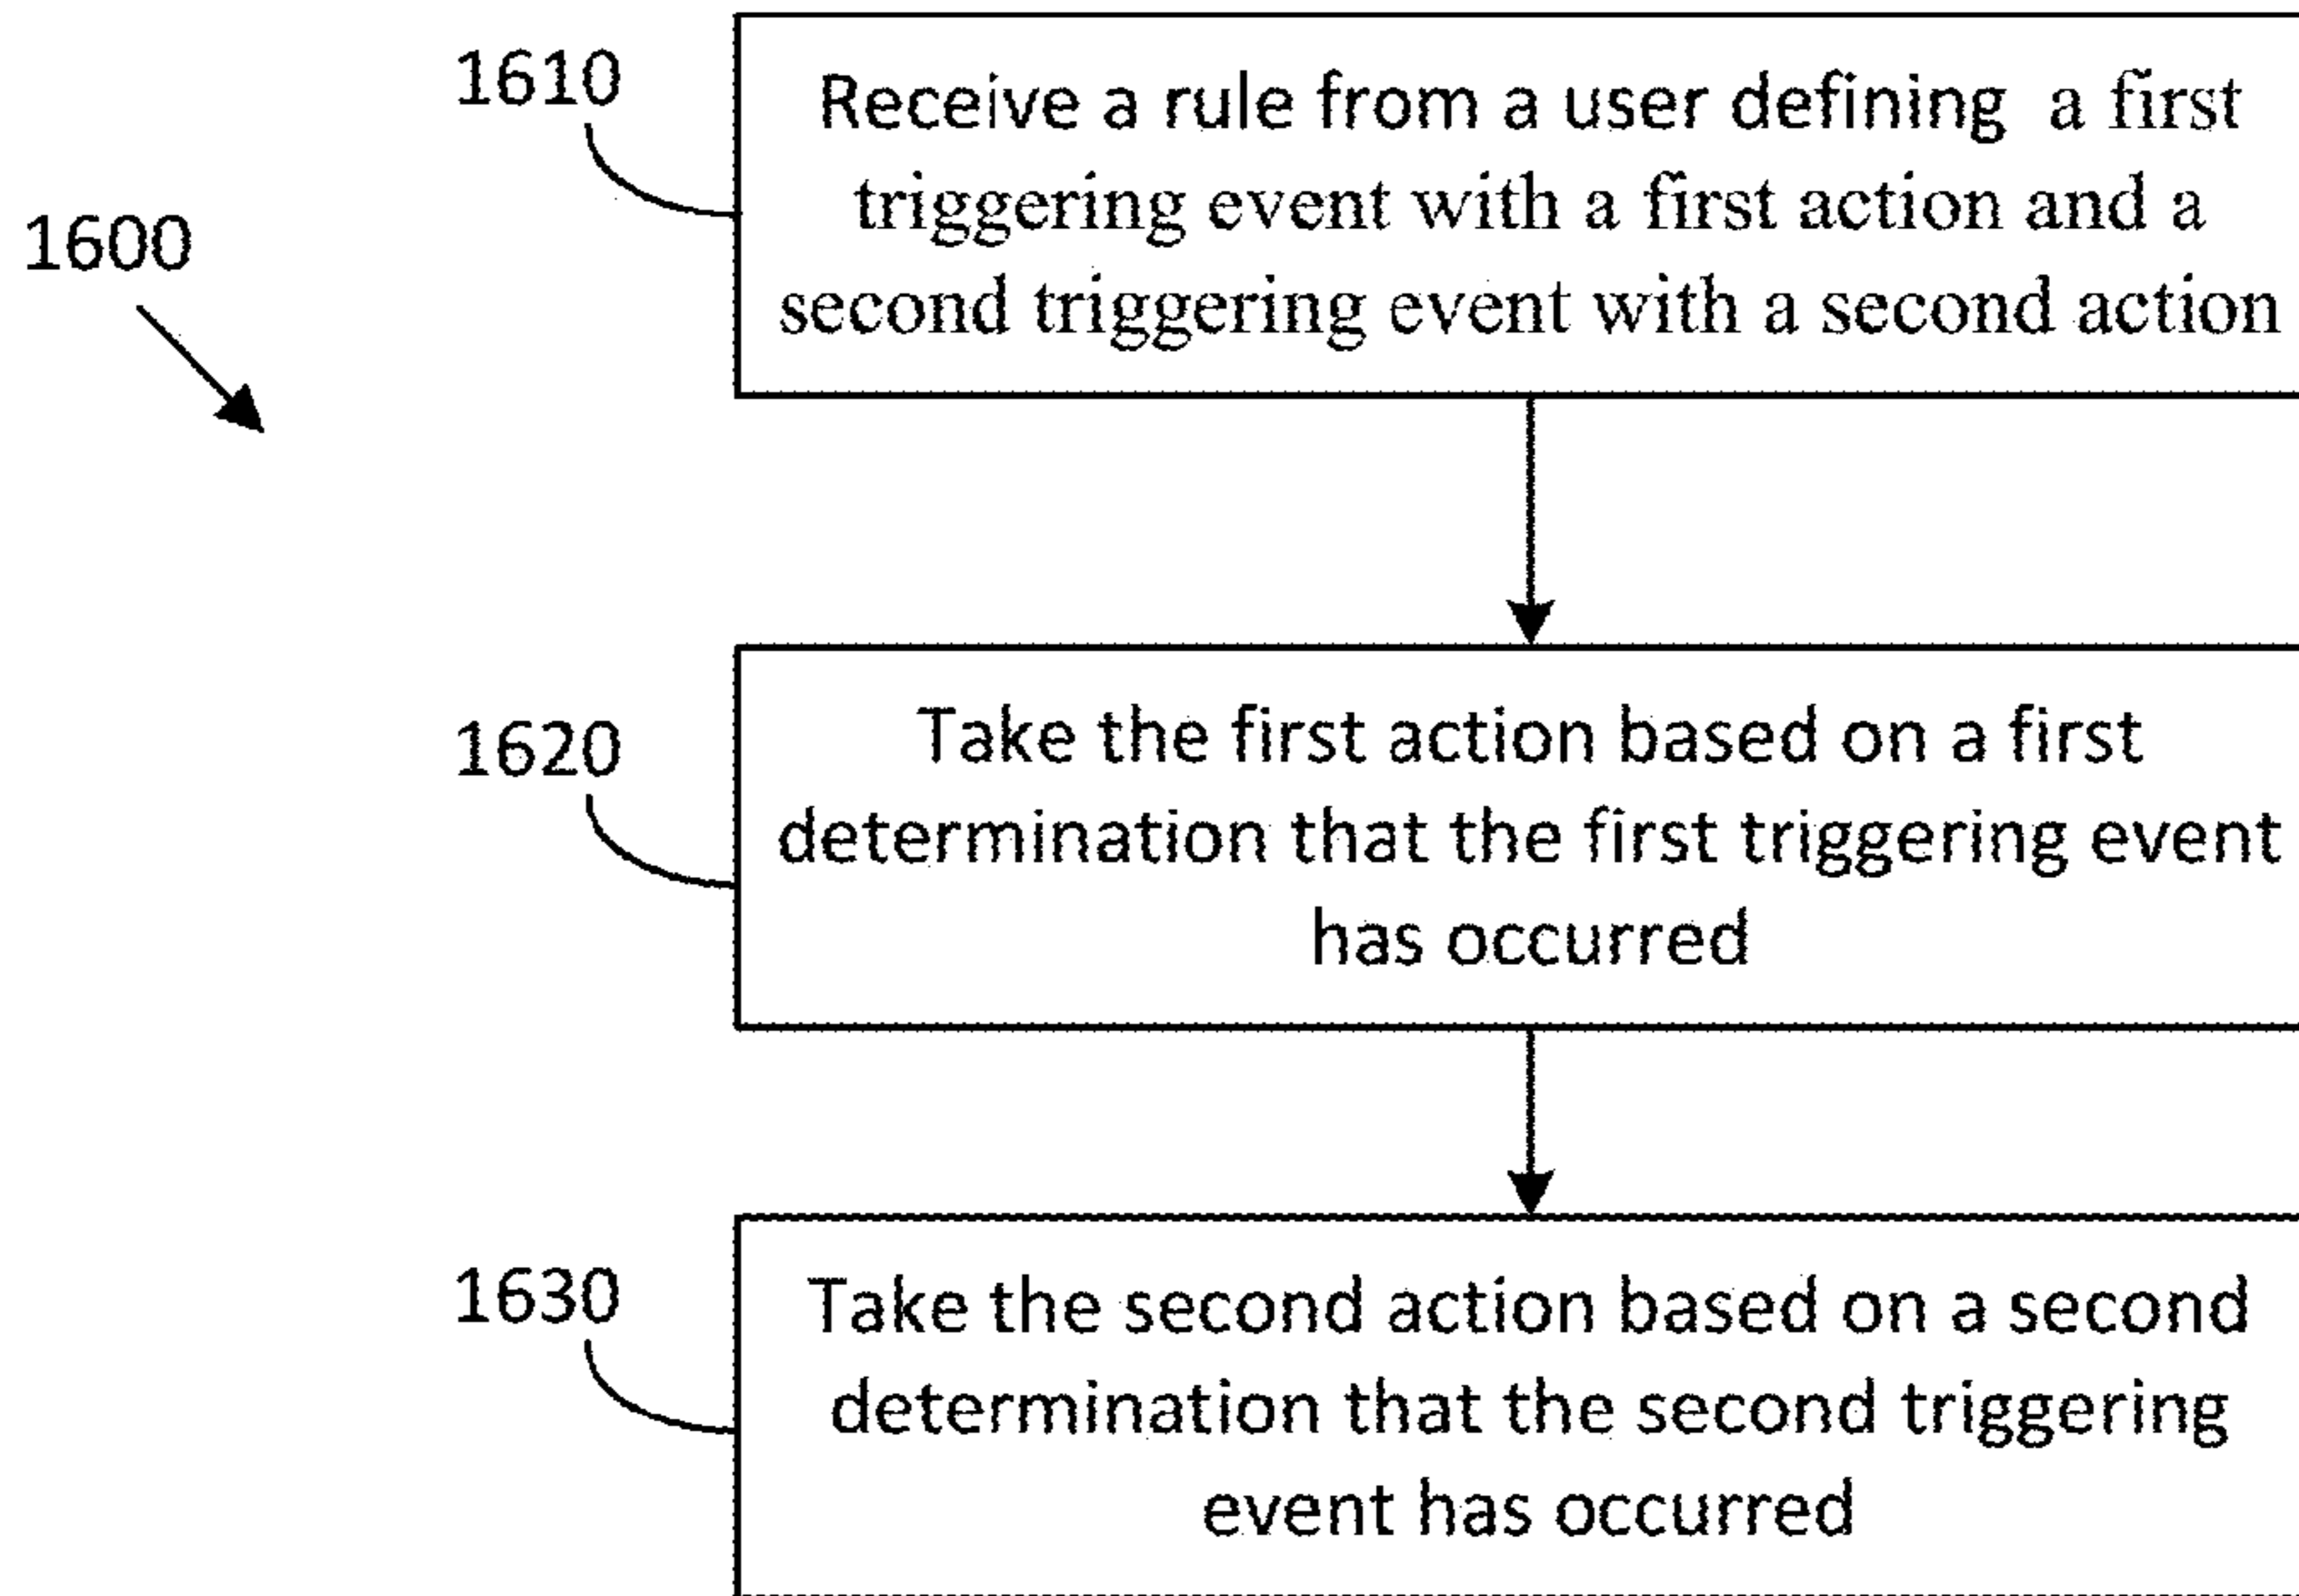 1610
Receive a rule from a user defining a first
triggering event with a first action and a
second triggering event with a second action
1600
1620
Take the first action based on a first
determination that the first triggering event
has occurred
1630
Take the second action based on a second
determination that the second triggering
event has occurred